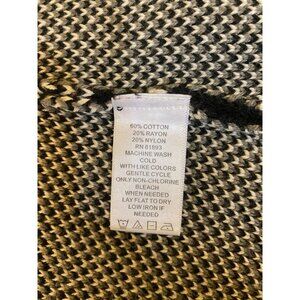 60% COTTON
20% RAYON
20% NYLON
RN 81893
MACHINE WASH
COLD
WITH LIKE COLORS
GENTLE CYCLE
ONLY NON-CHLORINE
BLEACH
WHEN NEEDED
LAY FLAT TO DRY
LOW IRON IF
NEEDED